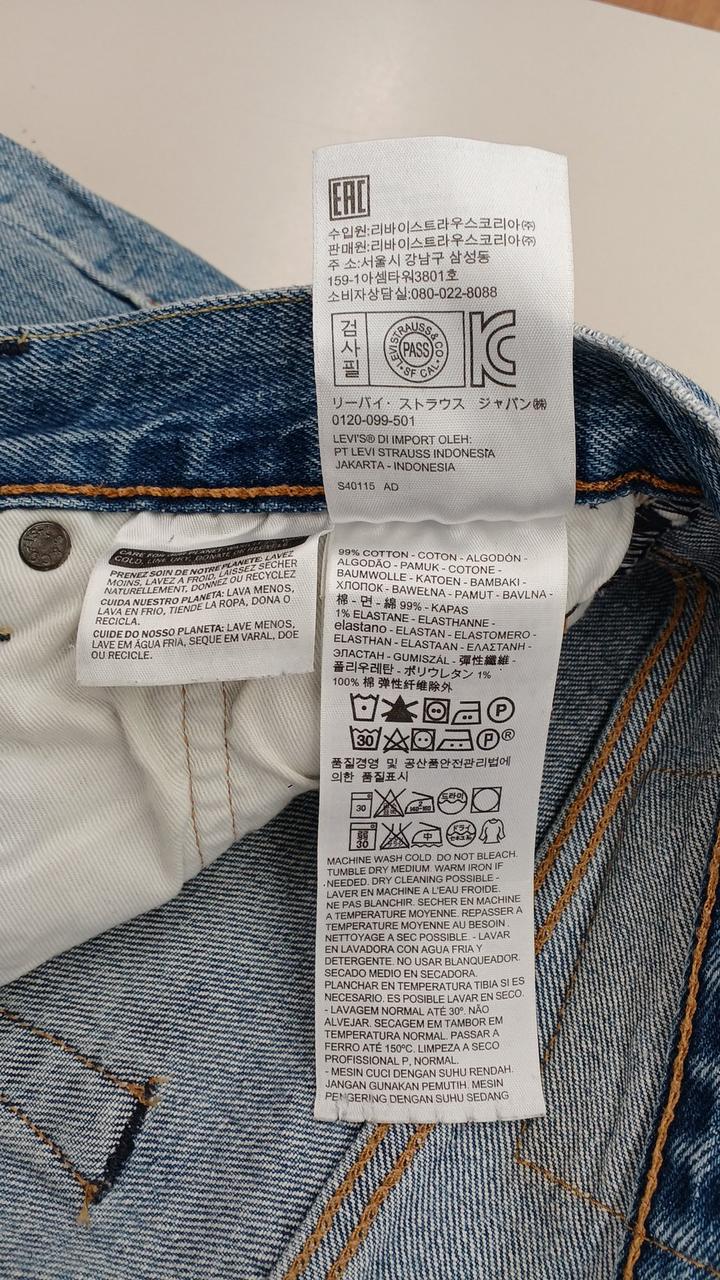 EAC
수입원:리바이스트라우스코리아㈜
판매원:리바이스트라우스코리아㈜
주 소:서울시 강남구 삼성동
159-1아셈타워3801호
소비자상담실:080-022-8088
검
사
필
LEVI STRAUSS & CO
PASS
SF CAL
KC
リーバイ・ストラウス ジャパン㈱
0120-099-501
LEVI'S® DI IMPORT OLEH:
PT LEVI STRAUSS INDONESIA
JAKARTA - INDONESIA
S40115 AD
PRENEZ SOIN DE NOTRE PLANETE: LAVEZ
MOINS, LAVEZ A FROID, LAISSEZ SECHER
NATURELLEMENT, DONNEZ OU RECYCLEZ
CUIDA NUESTRO PLANETA: LAVA MENOS,
LAVA EN FRIO, TIENDE LA ROPA, DONA O
RECICLA.
CUIDE DO NOSSO PLANETA: LAVE MENOS,
LAVE EM ÁGUA FRIA, SEQUE EM VARAL, DOE
OU RECICLE.
99% COTTON - COTON - ALGODÓN -
ALGODÃO - PAMUK - COTONE -
BAUMWOLLE - KATOEN - BAMBAKI -
ХЛОПОК - BAWEŁNA - PAMUT - BAVLNA -
棉 - 면 - 綿 99% - KAPAS
1% ELASTANE - ELASTHANNE -
elastano - ELASTAN - ELASTOMERO -
ELASTHAN - ELASTAAN - ΕΛΑΣΤΑΝΗ -
ЭЛАСТАН - GUMISZÁL - 彈性纖維 -
폴리우레탄 - ポリウレタン 1%
100% 棉 弹性纤维除外
P
30 P®
품질경영 및 공산품안전관리법에
의한 품질표시
30 140~160 드라이
30 中 ドライ
MACHINE WASH COLD. DO NOT BLEACH.
TUMBLE DRY MEDIUM. WARM IRON IF
NEEDED. DRY CLEANING POSSIBLE -
LAVER EN MACHINE A L'EAU FROIDE.
NE PAS BLANCHIR. SECHER EN MACHINE
A TEMPERATURE MOYENNE. REPASSER A
TEMPERATURE MOYENNE AU BESOIN .
NETTOYAGE A SEC POSSIBLE. - LAVAR
EN LAVADORA CON AGUA FRIA Y
DETERGENTE. NO USAR BLANQUEADOR.
SECADO MEDIO EN SECADORA.
PLANCHAR EN TEMPERATURA TIBIA SI ES
NECESARIO. ES POSIBLE LAVAR EN SECO.
- LAVAGEM NORMAL ATÉ 30º. NÃO
ALVEJAR. SECAGEM EM TAMBOR EM
TEMPERATURA NORMAL. PASSAR A
FERRO ATÉ 150ºC. LIMPEZA A SECO
PROFISSIONAL P, NORMAL.
- MESIN CUCI DENGAN SUHU RENDAH.
JANGAN GUNAKAN PEMUTIH. MESIN
PENGERING DENGAN SUHU SEDANG